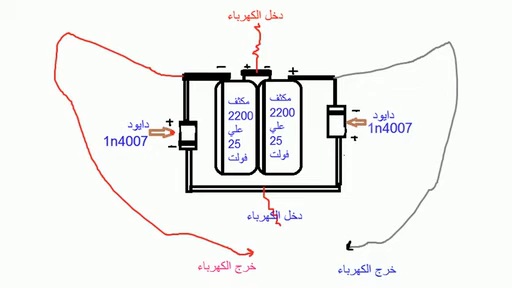 دخل الكهرباء
- + - +
مكثف
2200
علي
25
فولت
مكثف
2200
علي
25
فولت
+
دايود
1n4007
-
-
دايود
1n4007
+
دخل الكهرباء
خرج الكهرباء
خرج الكهرباء